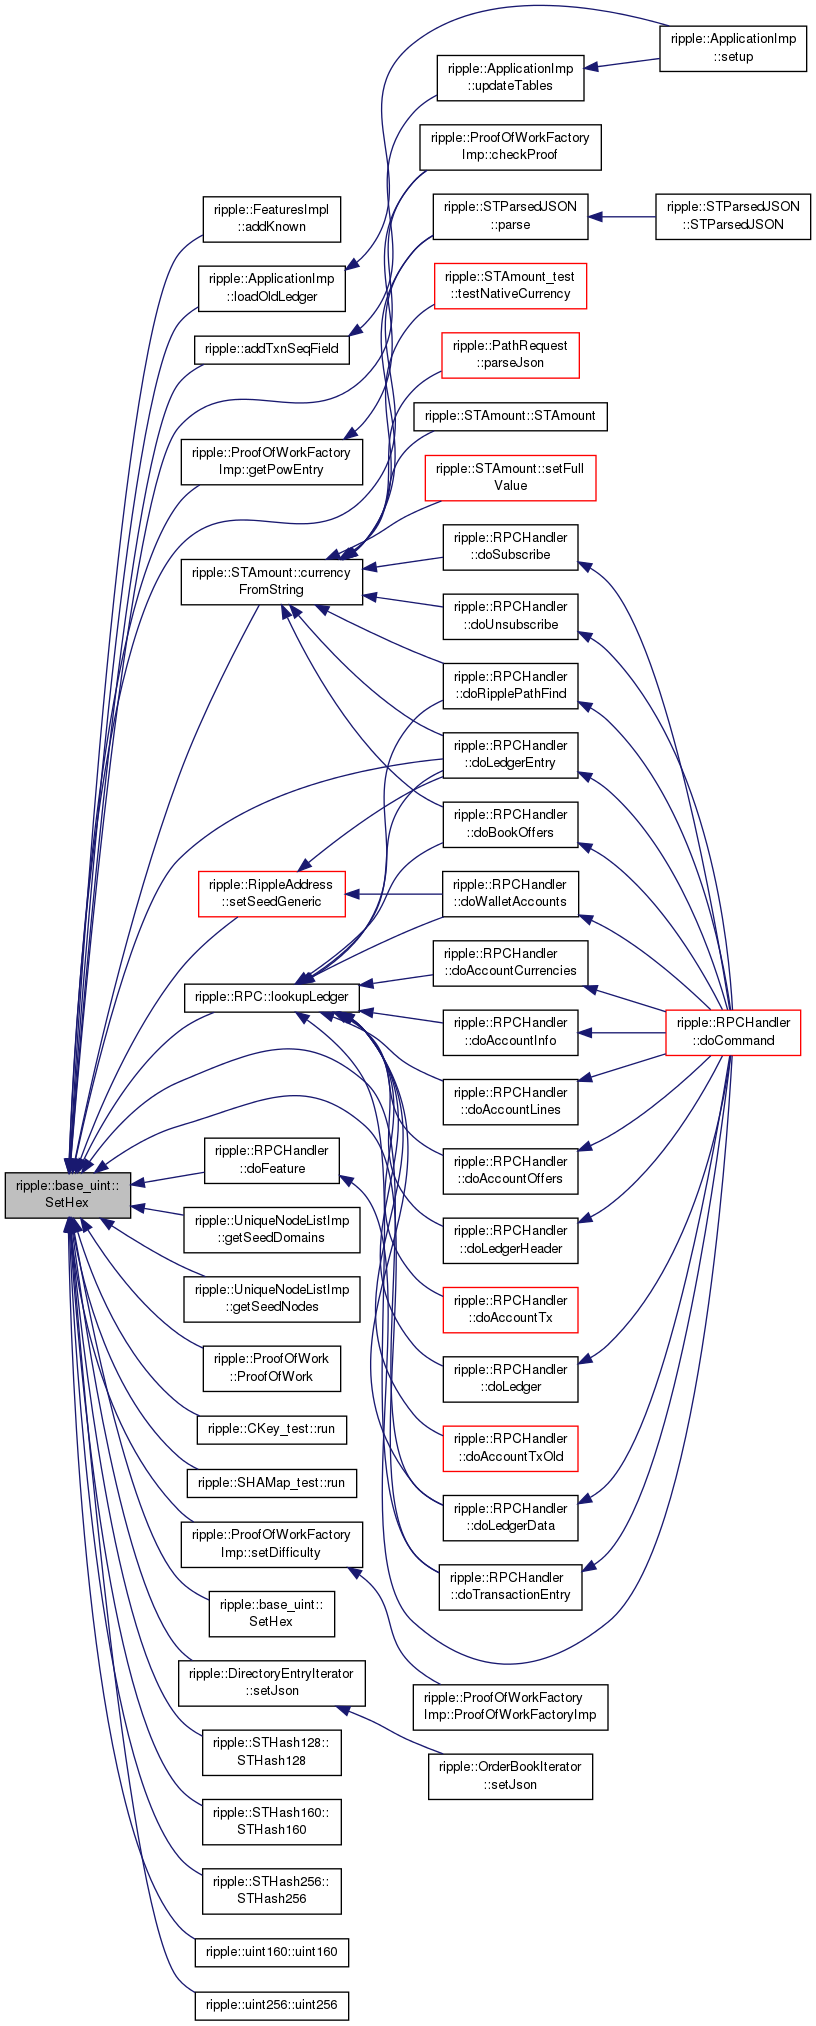 ripple::ApplicationImp
::setup
ripple::ApplicationImp
::updateTables
ripple::ProofOfWorkFactory
Imp::checkProof
ripple::FeaturesImpl
::addKnown
ripple::STParsedJSON
::parse
ripple::STParsedJSON
::STParsedJSON
ripple::ApplicationImp
::loadOldLedger
ripple::STAmount_test
::testNativeCurrency
ripple::addTxnSeqField
ripple::PathRequest
::parseJson
ripple::STAmount::STAmount
ripple::ProofOfWorkFactory
Imp::getPowEntry
ripple::STAmount::setFull
Value
ripple::RPCHandler
::doSubscribe
ripple::STAmount::currency
FromString
ripple::RPCHandler
::doUnsubscribe
ripple::RPCHandler
::doRipplePathFind
ripple::RPCHandler
::doLedgerEntry
ripple::RPCHandler
::doBookOffers
ripple::RippleAddress
::setSeedGeneric
ripple::RPCHandler
::doWalletAccounts
ripple::RPCHandler
::doAccountCurrencies
ripple::RPC::lookupLedger
ripple::RPCHandler
::doAccountInfo
ripple::RPCHandler
::doCommand
ripple::RPCHandler
::doAccountLines
ripple::RPCHandler
::doFeature
ripple::RPCHandler
::doAccountOffers
ripple::base_uint::
SetHex
ripple::UniqueNodeListImp
::getSeedDomains
ripple::RPCHandler
::doLedgerHeader
ripple::UniqueNodeListImp
::getSeedNodes
ripple::RPCHandler
::doAccountTx
ripple::ProofOfWork
::ProofOfWork
ripple::RPCHandler
::doLedger
ripple::CKey_test::run
ripple::RPCHandler
::doAccountTxOld
ripple::SHAMap_test::run
ripple::RPCHandler
::doLedgerData
ripple::ProofOfWorkFactory
Imp::setDifficulty
ripple::RPCHandler
::doTransactionEntry
ripple::base_uint::
SetHex
ripple::DirectoryEntryIterator
::setJson
ripple::ProofOfWorkFactory
Imp::ProofOfWorkFactoryImp
ripple::STHash128::
STHash128
ripple::OrderBookIterator
::setJson
ripple::STHash160::
STHash160
ripple::STHash256::
STHash256
ripple::uint160::uint160
ripple::uint256::uint256